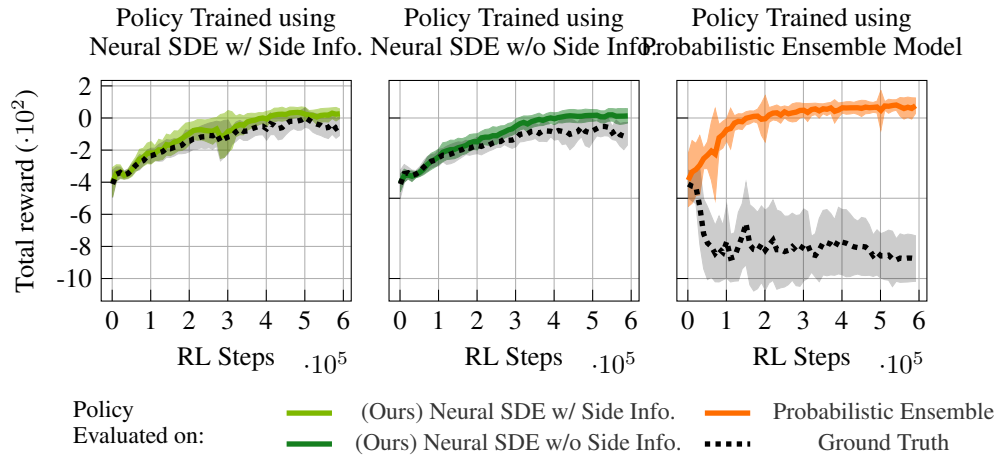 Policy Trained using
Neural SDE w/ Side Info.
Policy Trained using
Neural SDE w/o Side Info.
Policy Trained using
Probabilistic Ensemble Model
Total reward (·10²)
2
0
-2
-4
-6
-8
-10
0 1 2 3 4 5 6
RL Steps ·10⁵
0 1 2 3 4 5 6
RL Steps ·10⁵
0 1 2 3 4 5 6
RL Steps ·10⁵
Policy
Evaluated on:
(Ours) Neural SDE w/ Side Info.
(Ours) Neural SDE w/o Side Info.
Probabilistic Ensemble
Ground Truth